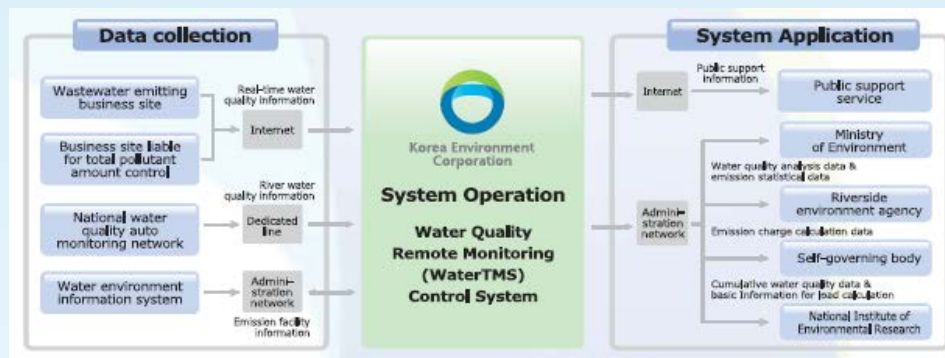 Data collection
Wastewater emitting
business site
Business site liable
for total pollutant
amount control
National water
quality auto
monitoring network
Water environment
information system
Real-time water
quality information
Internet
River water
quality information
Dedicated
line
Admini-
stration
network
Emission facility
information
Korea Environment
Corporation
System Operation
Water Quality
Remote Monitoring
(WaterTMS)
Control System
System Application
Public support
information
Internet
Public support
service
Admini-
stration
network
Ministry
of Environment
Water quality analysis data &
emission statistical data
Riverside
environment agency
Emission charge calculation data
Self-governing body
Cumulative water quality data &
basic Information for load calculation
National Institute of
Environmental Research